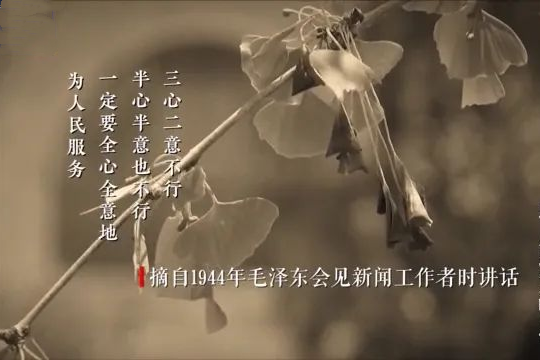 三心二意不行
半心半意也不行
一定要全心全意地
为人民服务
摘自1944年毛泽东会见新闻工作者时讲话